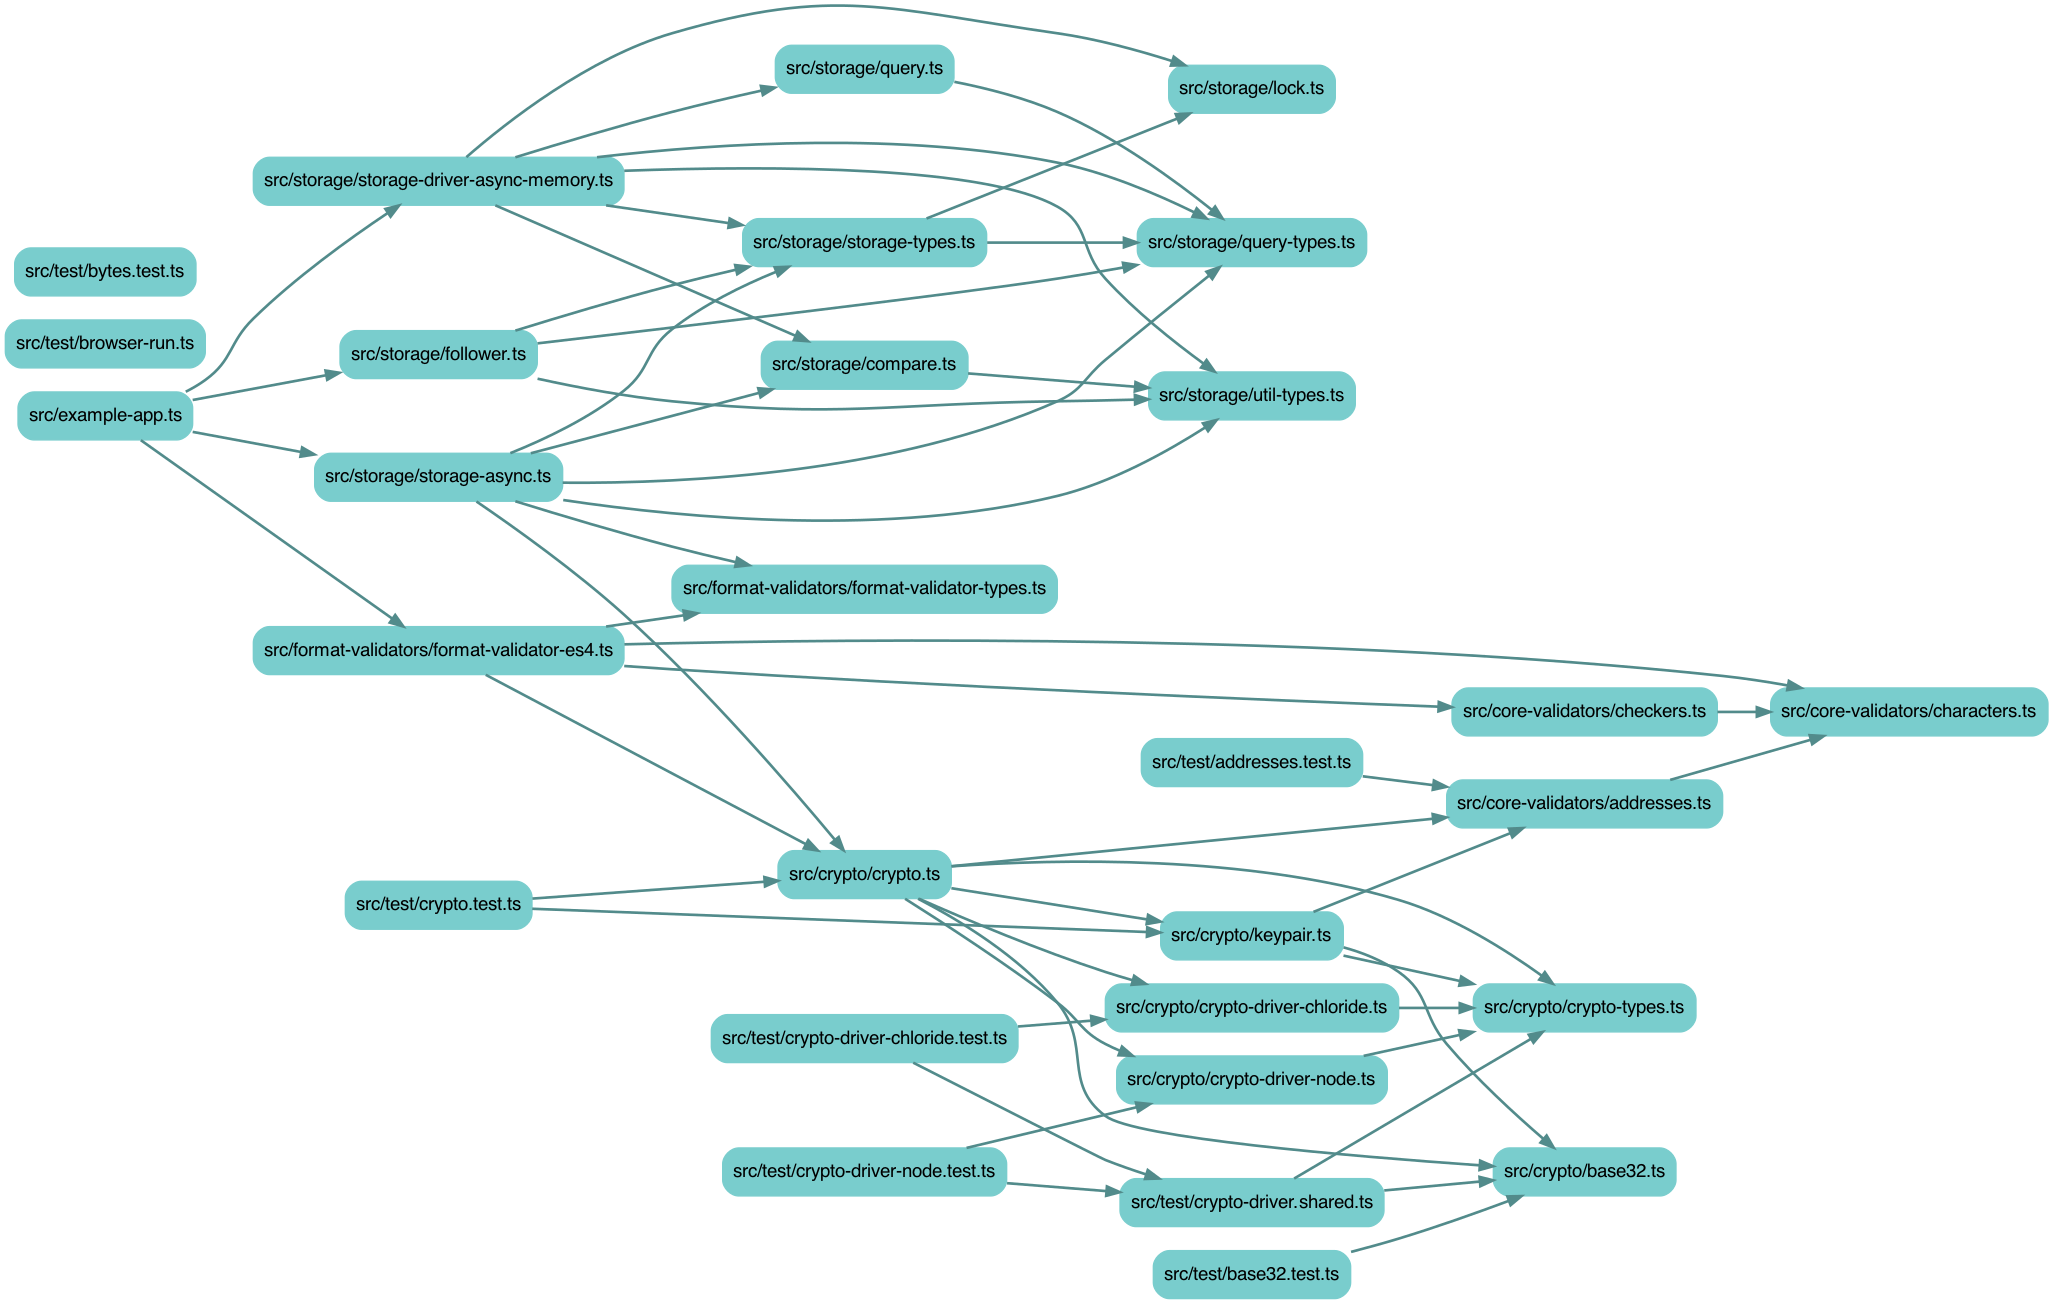 src/storage/query.ts
src/storage/lock.ts
src/storage/storage-driver-async-memory.ts
src/storage/storage-types.ts
src/storage/query-types.ts
src/test/bytes.test.ts
src/test/browser-run.ts
src/storage/follower.ts
src/storage/compare.ts
src/storage/util-types.ts
src/example-app.ts
src/storage/storage-async.ts
src/format-validators/format-validator-types.ts
src/format-validators/format-validator-es4.ts
src/core-validators/checkers.ts
src/core-validators/characters.ts
src/test/addresses.test.ts
src/core-validators/addresses.ts
src/crypto/crypto.ts
src/test/crypto.test.ts
src/crypto/keypair.ts
src/crypto/crypto-driver-chloride.ts
src/crypto/crypto-types.ts
src/test/crypto-driver-chloride.test.ts
src/crypto/crypto-driver-node.ts
src/test/crypto-driver-node.test.ts
src/crypto/base32.ts
src/test/crypto-driver.shared.ts
src/test/base32.test.ts